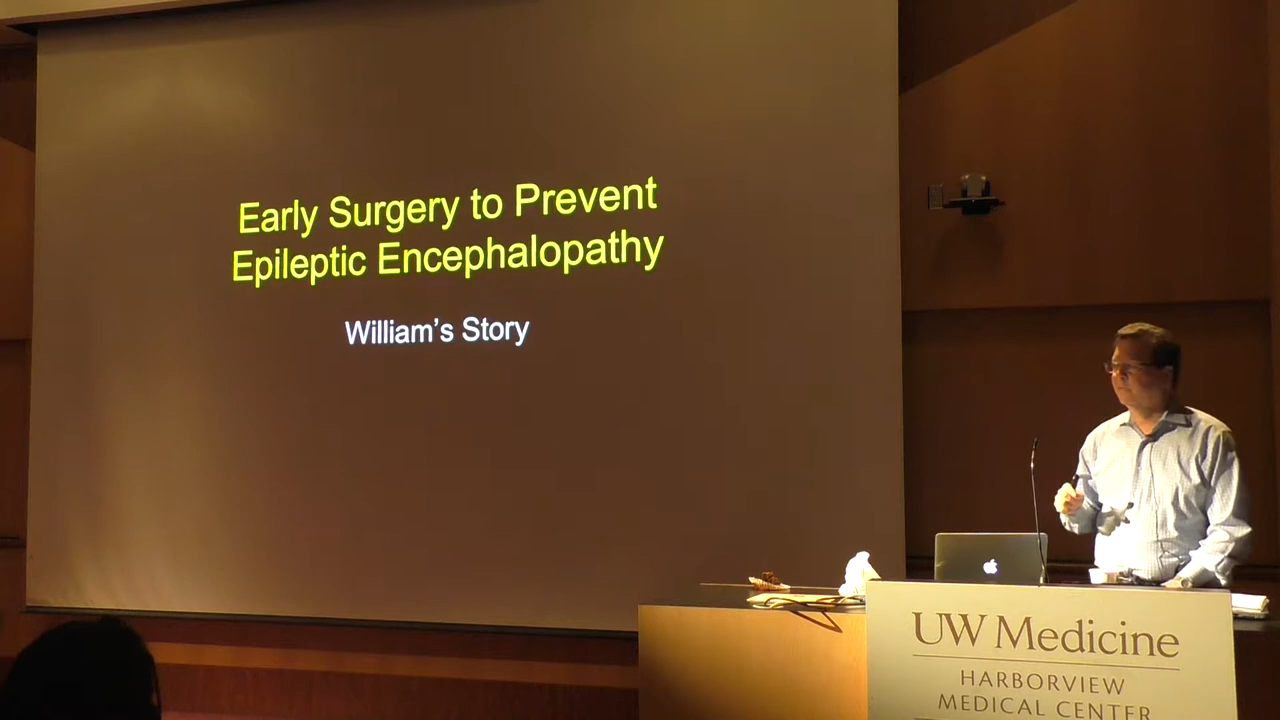 Early Surgery to Prevent
Epileptic Encephalopathy
William’s Story
UW Medicine
HARBORVIEW
MEDICAL CENTER